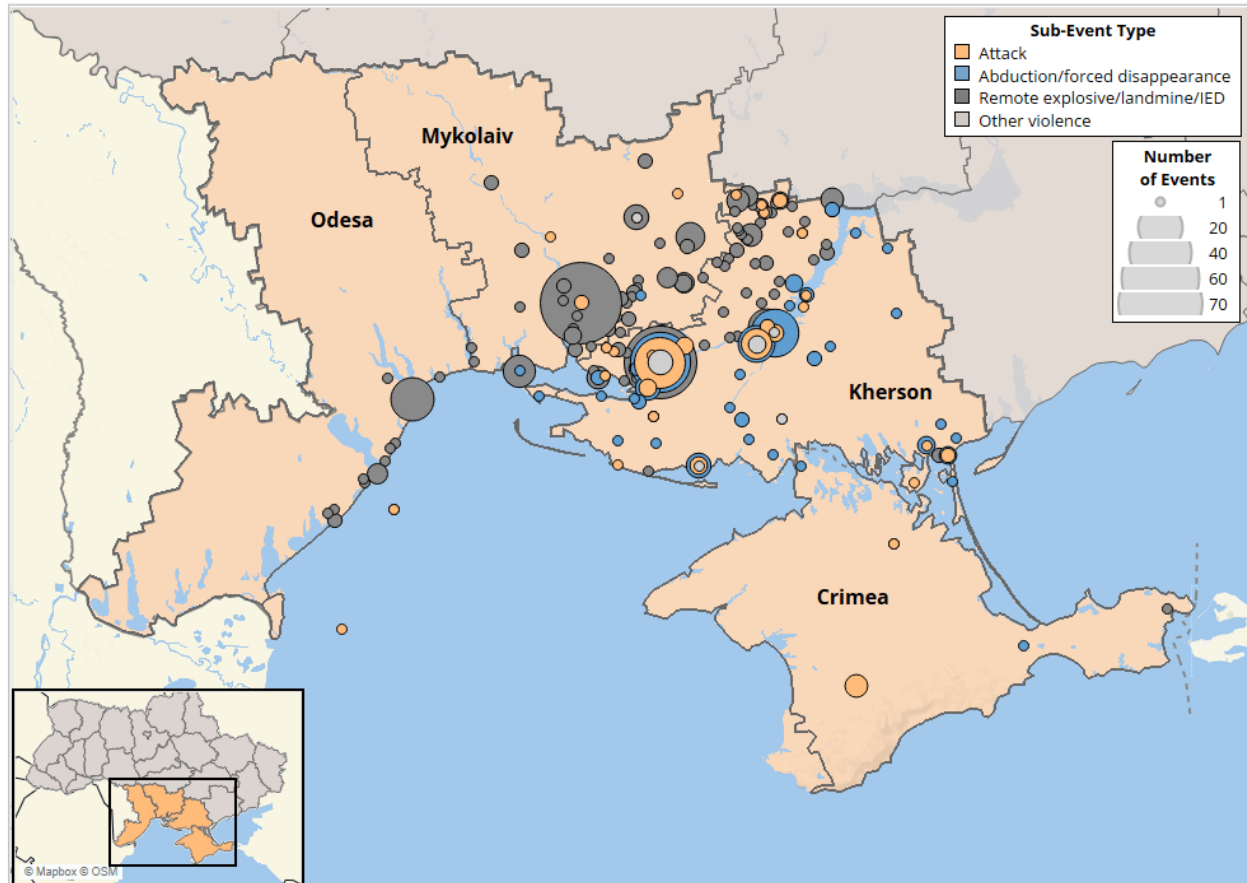 Sub-Event Type
Attack
Abduction/forced disappearance
Remote explosive/landmine/IED
Other violence
Number
of Events
1
20
40
60
70
Mykolaiv
Odesa
Kherson
Crimea
© Mapbox © OSM